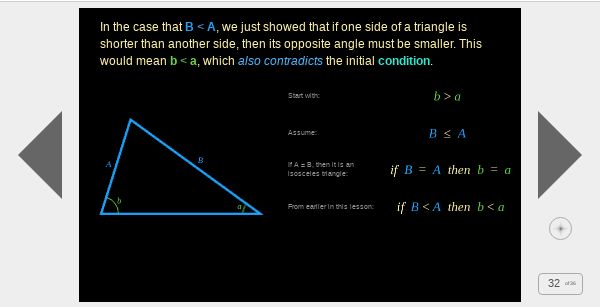 In the case that B < A, we just showed that if one side of a triangle is
shorter than another side, then its opposite angle must be smaller. This
would mean b < a, which also contradicts the initial condition.
Start with:
b > a
Assume:
B ≤ A
If A = B, then it is an
isosceles triangle:
if B = A then b = a
From earlier in this lesson:
if B < A then b < a
A
B
b
a
32 of 36